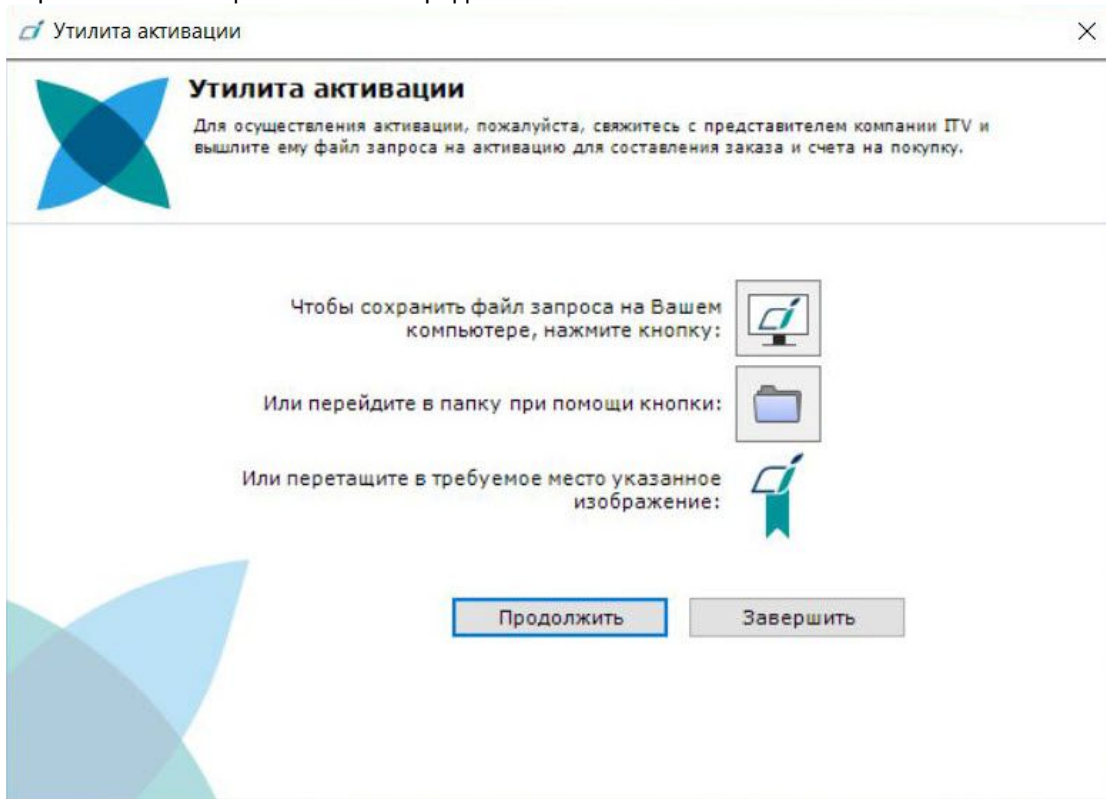 Утилита активации
Утилита активации
Для осуществления активации, пожалуйста, свяжитесь с представителем компании ITV и
вышлите ему файл запроса на активацию для составления заказа и счета на покупку.
Чтобы сохранить файл запроса на Вашем
компьютере, нажмите кнопку:
Или перейдите в папку при помощи кнопки:
Или перетащите в требуемое место указанное
изображение:
Продолжить
Завершить